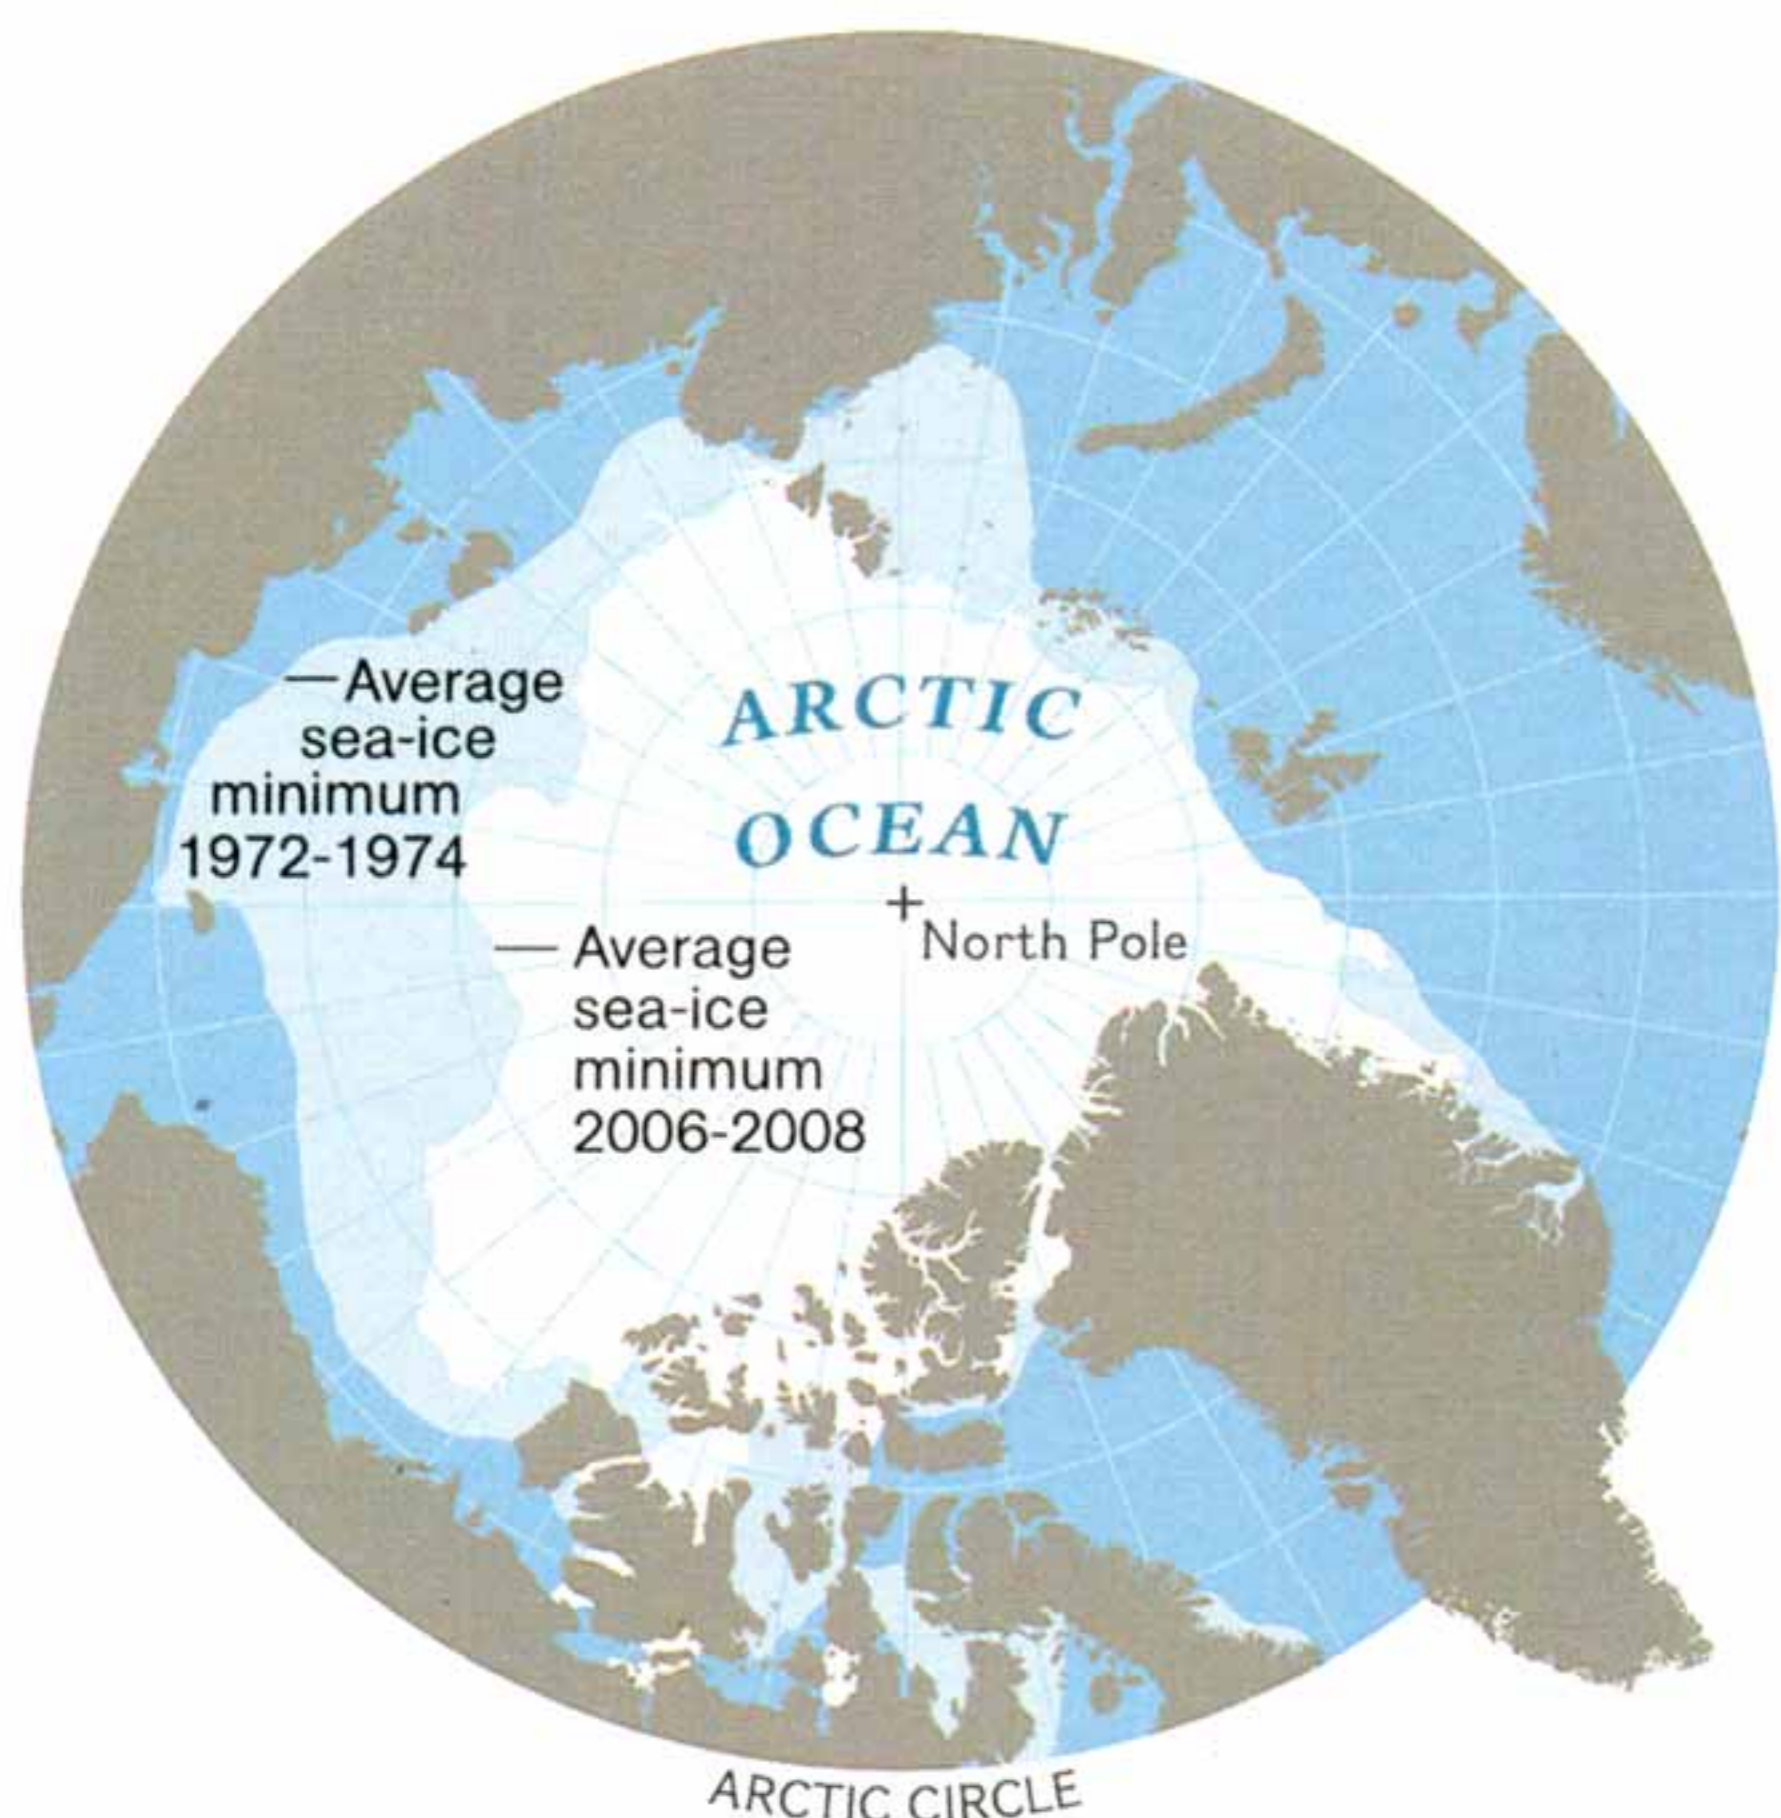 —Average
sea-ice
minimum
1972-1974
ARCTIC
OCEAN
+
North Pole
— Average
sea-ice
minimum
2006-2008
ARCTIC CIRCLE